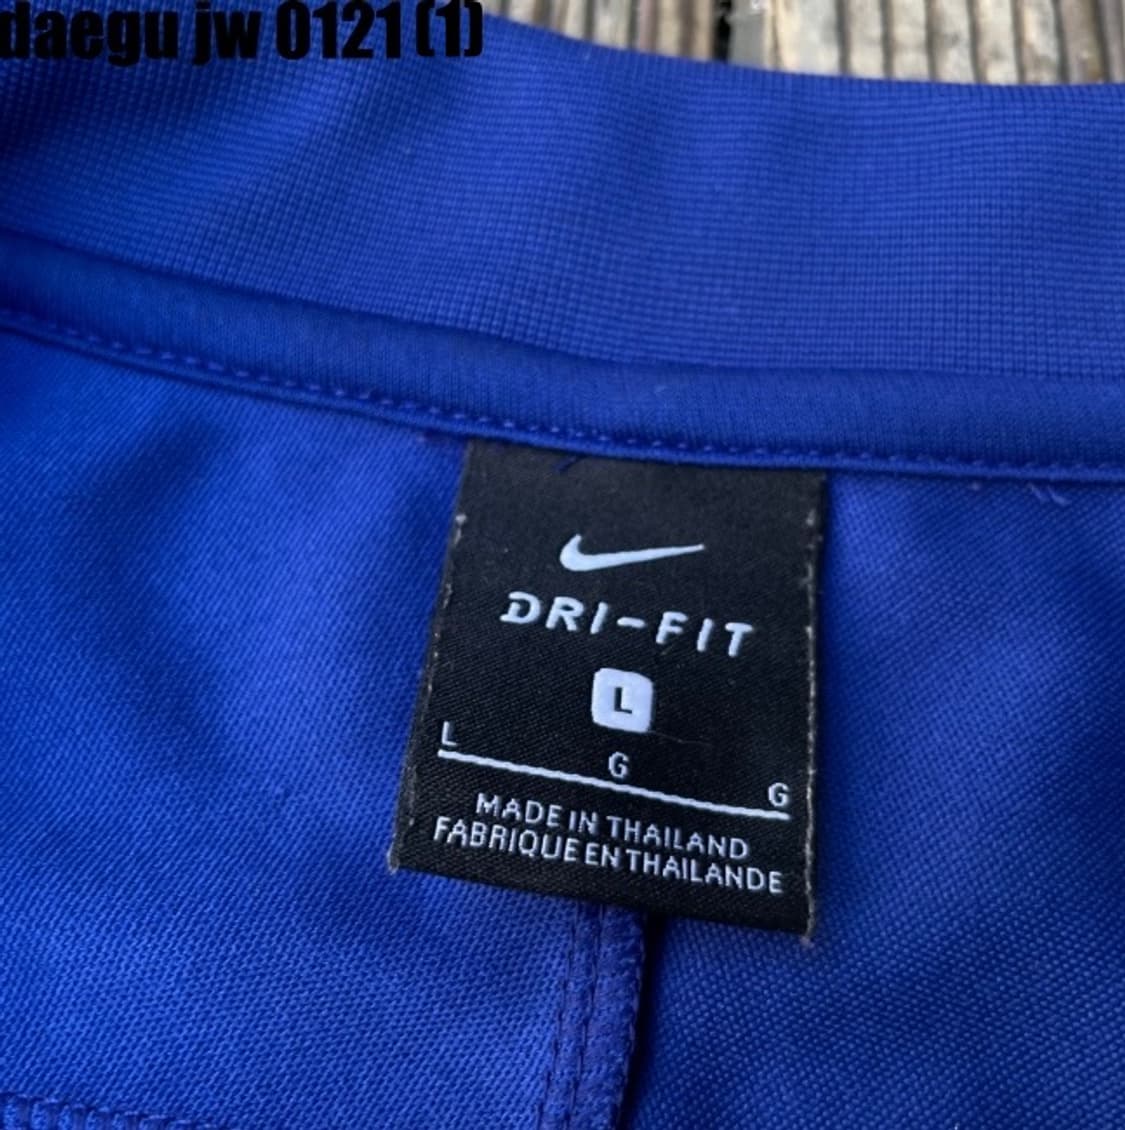 daegu jw 0121 (1)
DRI-FIT
L
L G G
MADE IN THAILAND
FABRIQUE EN THAILANDE